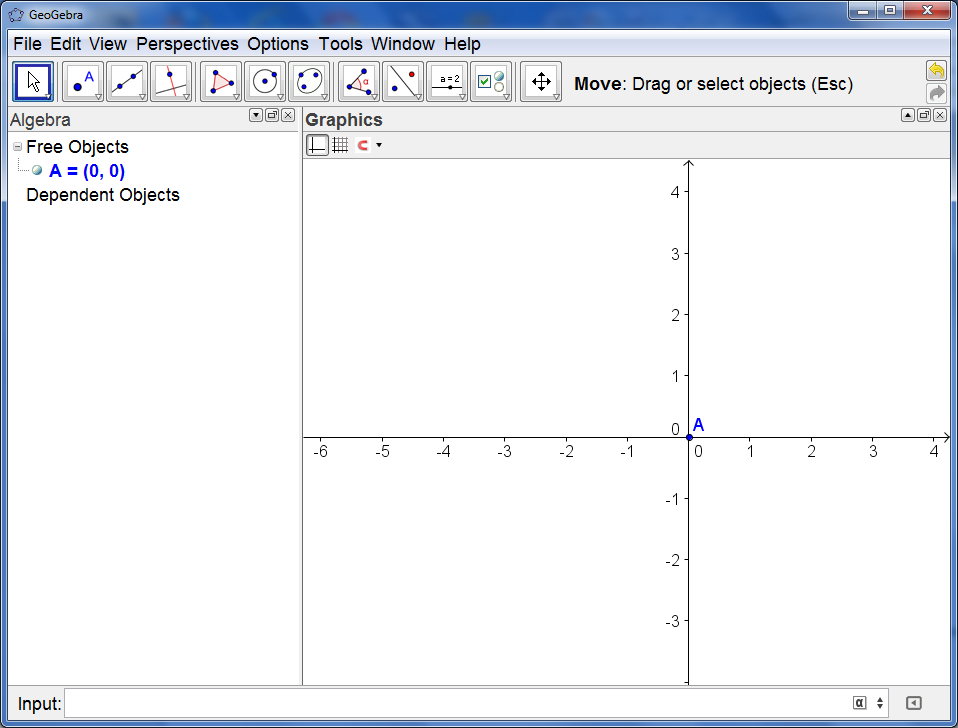 GeoGebra
File Edit View Perspectives Options Tools Window Help
A
α
a = 2
Move: Drag or select objects (Esc)
Algebra
Free Objects
A = (0, 0)
Dependent Objects
Graphics
4
3
2
1
0
A
-6 -5 -4 -3 -2 -1 0 1 2 3 4
-1
-2
-3
Input:
α